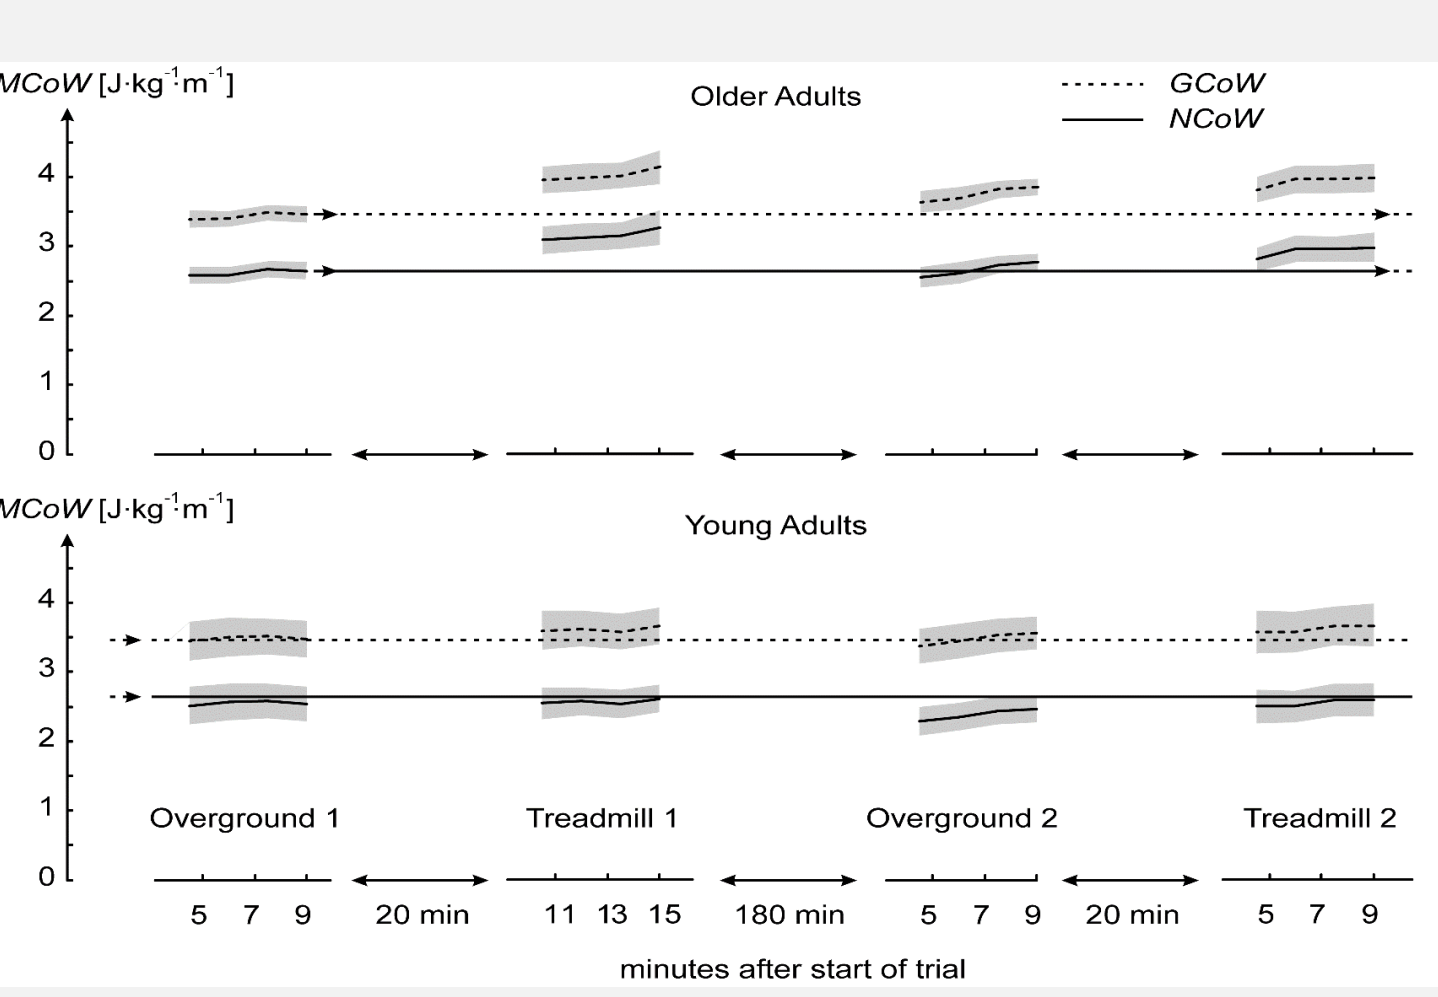 MCoW [J·kg⁻¹·m⁻¹]
Older Adults
GCoW
NCoW
4
3
2
1
0
MCoW [J·kg⁻¹·m⁻¹]
Young Adults
4
3
2
1
0
Overground 1 Treadmill 1 Overground 2 Treadmill 2
5 7 9 20 min 11 13 15 180 min 5 7 9 20 min 5 7 9
minutes after start of trial